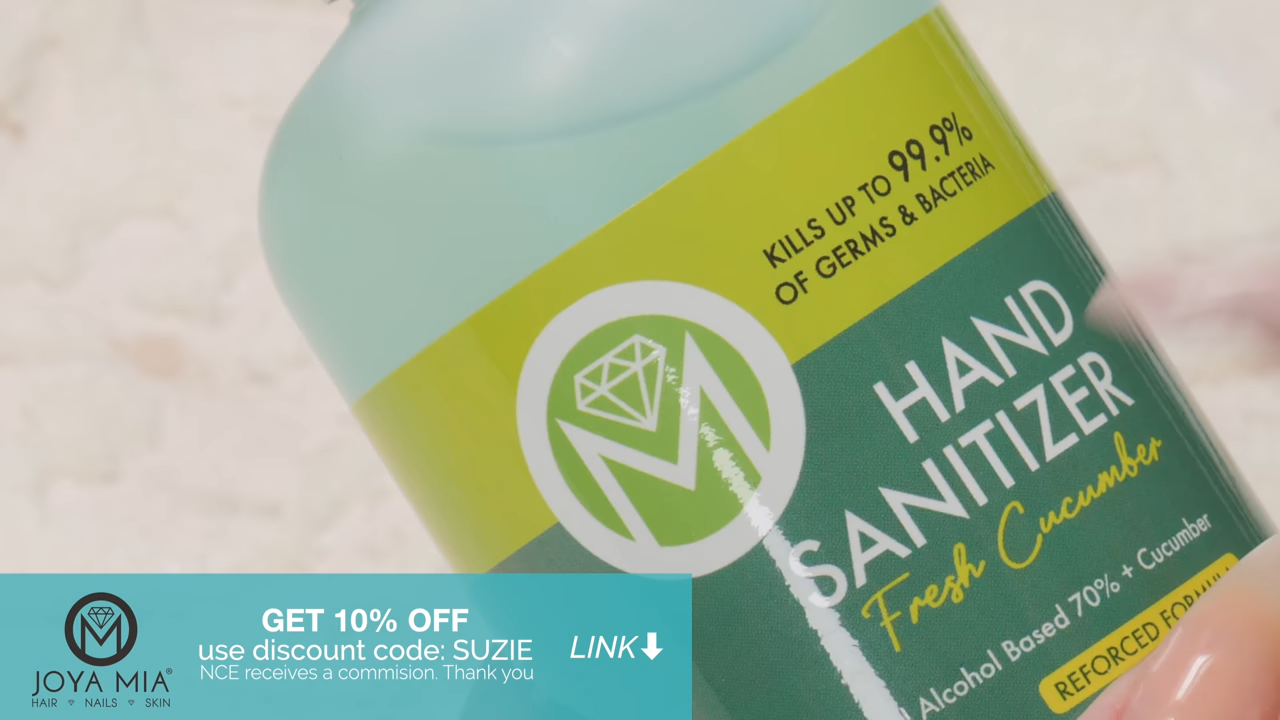 KILLS UP TO 99.9%
OF GERMS & BACTERIA
HAND
SANITIZER
Fresh Cucumber
Alcohol Based 70% + Cucumber
REFORCED FORMULA
M
JOYA MIA®
HAIR NAILS SKIN
GET 10% OFF
use discount code: SUZIE
NCE receives a commision. Thank you
LINK